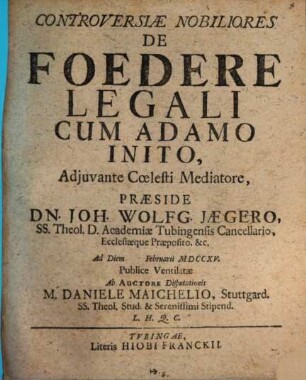 CONTROVERSIÆ NOBILIORES
DE
FOEDERE
LEGALI
CUM ADAMO
INITO,
Adjuvante Cœlesti Mediatore,
PRÆSIDE
DN. JOH. WOLFG. JÆGERO,
SS. Theol. D. Academiæ Tubingensis Cancellario,
Ecclesiæque Præposito. &c.
Ad Diem Februarii MDCCXV.
Publice Ventilatæ
Ab AUCTORE Disputationis
M. DANIELE MAICHELIO, Stuttgard.
SS. Theol. Stud. & Serenissimi Stipend.
L. H. Q. C.
TUBINGAE,
Literis HIOBI FRANCKII.